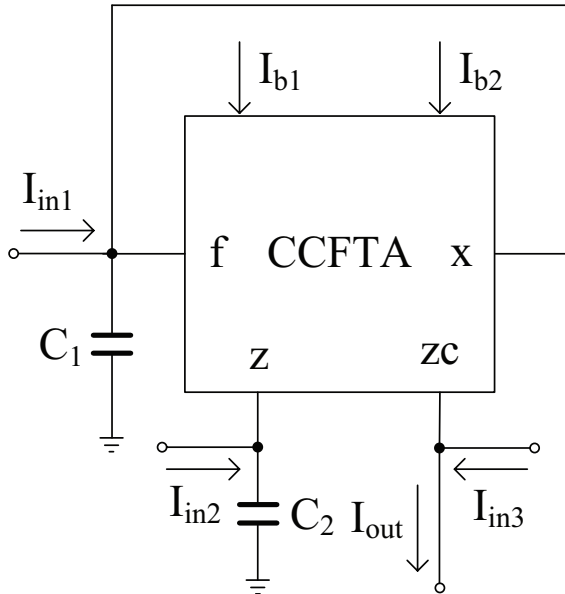 I_b1 I_b2
I_in1
f CCFTA x
C_1
z zc
I_in2 C_2 I_out I_in3